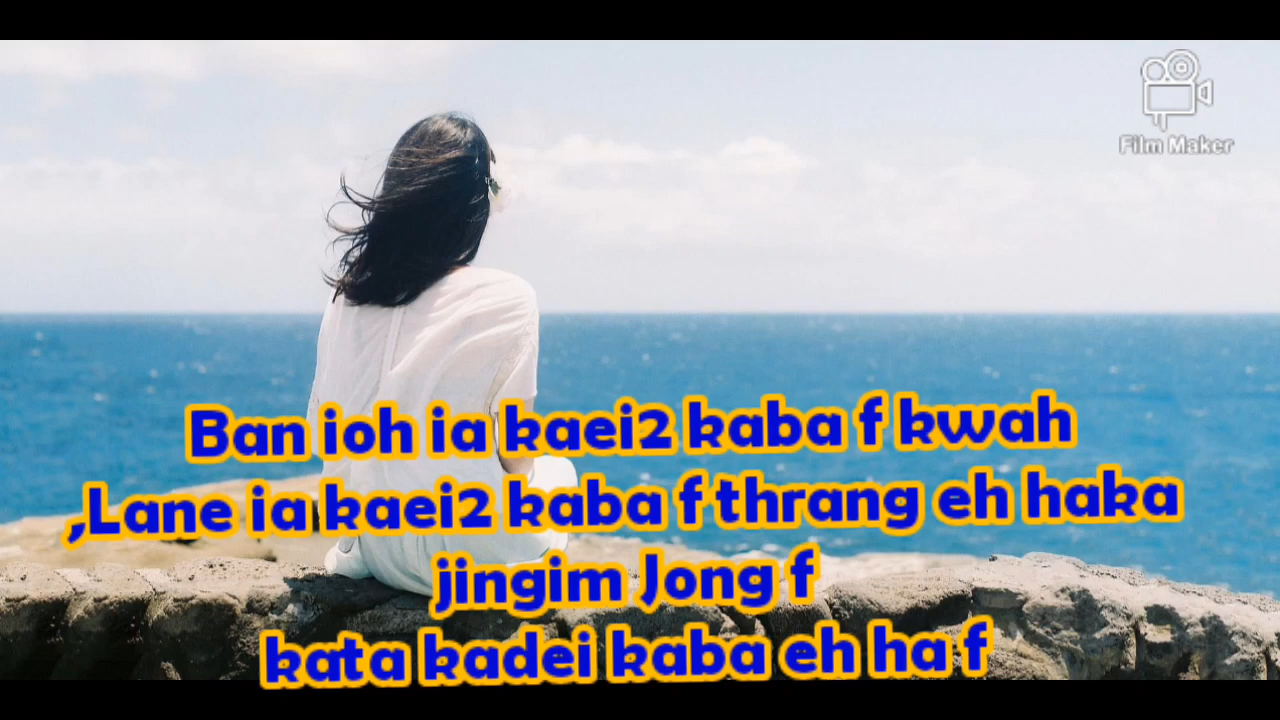 Film Maker
Ban ioh ia kaei2 kaba f kwah
,Lane ia kaei2 kaba f thrang eh haka
jingim Jong f
kata kadei kaba eh ha f